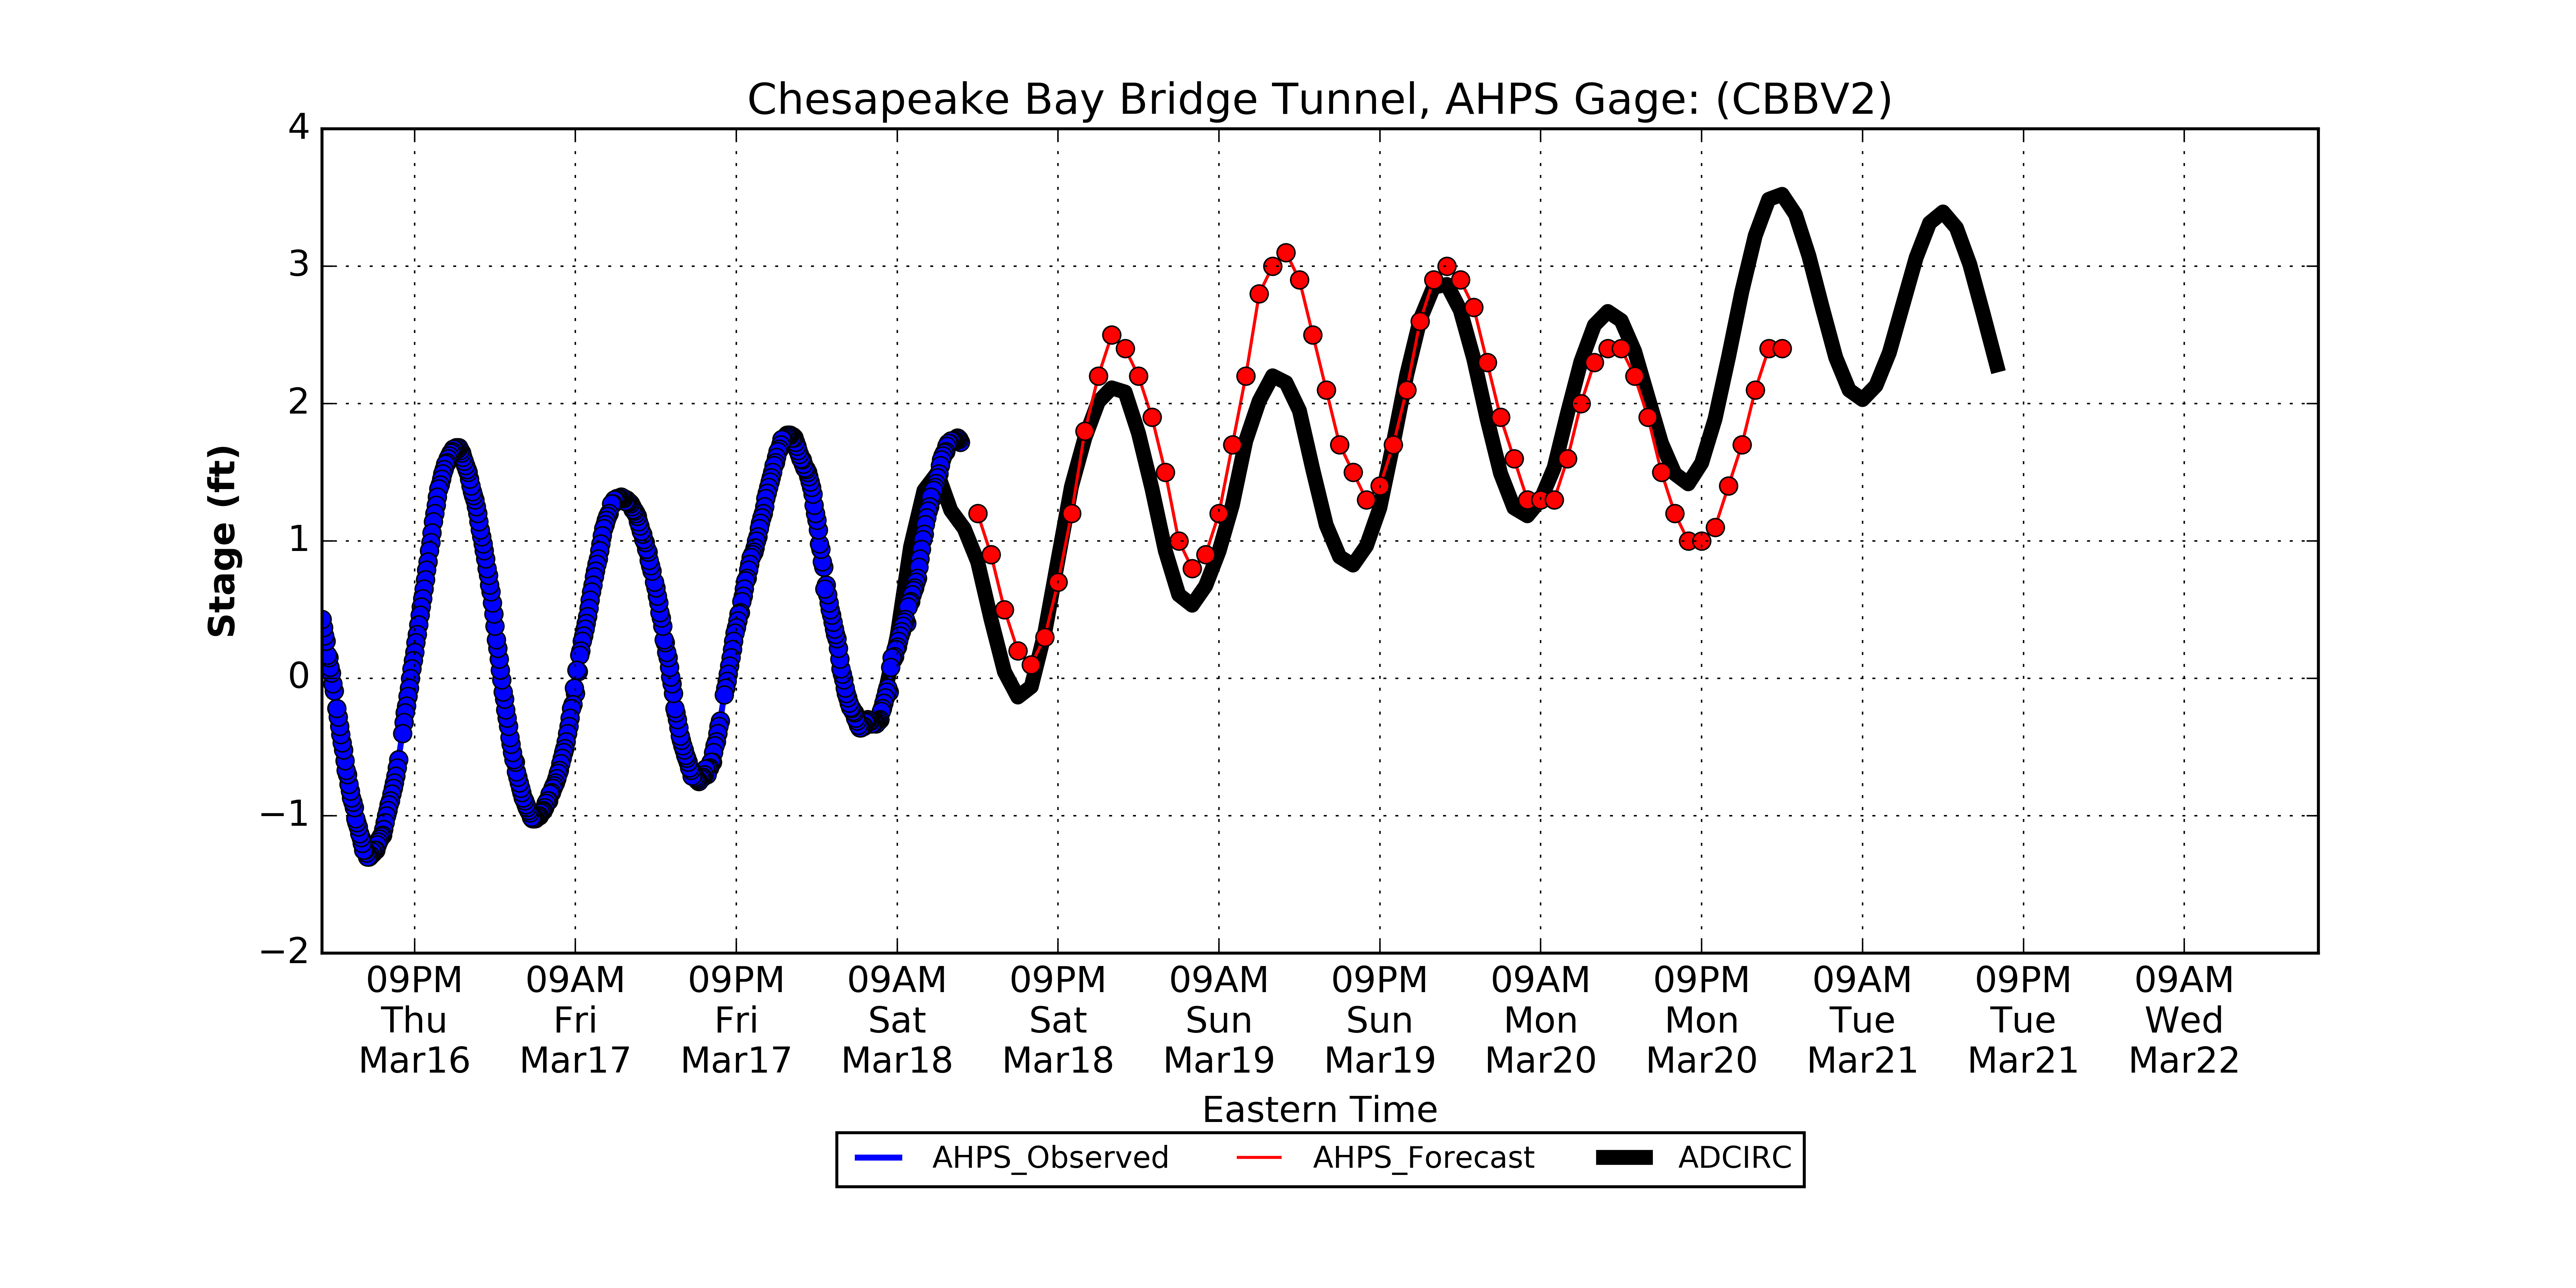 Chesapeake Bay Bridge Tunnel, AHPS Gage: (CBBV2)
4
3
2
1
0
−1
−2
Stage (ft)
09PM 09AM 09PM 09AM 09PM 09AM 09PM 09AM 09PM 09AM 09PM 09AM
Thu Fri Fri Sat Sat Sun Sun Mon Mon Tue Tue Wed
Mar16 Mar17 Mar17 Mar18 Mar18 Mar19 Mar19 Mar20 Mar20 Mar21 Mar21 Mar22
Eastern Time
AHPS_Observed AHPS_Forecast ADCIRC